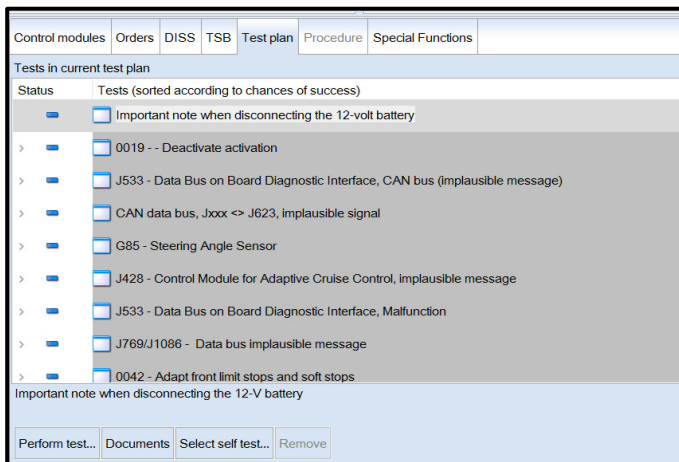 Control modules Orders DISS TSB Test plan Procedure Special Functions
Tests in current test plan
Status Tests (sorted according to chances of success)
Important note when disconnecting the 12-volt battery
0019 - - Deactivate activation
J533 - Data Bus on Board Diagnostic Interface, CAN bus (implausible message)
CAN data bus, Jxxx <> J623, implausible signal
G85 - Steering Angle Sensor
J428 - Control Module for Adaptive Cruise Control, implausible message
J533 - Data Bus on Board Diagnostic Interface, Malfunction
J769/J1086 - Data bus implausible message
0042 - Adapt front limit stops and soft stops
Important note when disconnecting the 12-V battery
Perform test... Documents Select self test... Remove